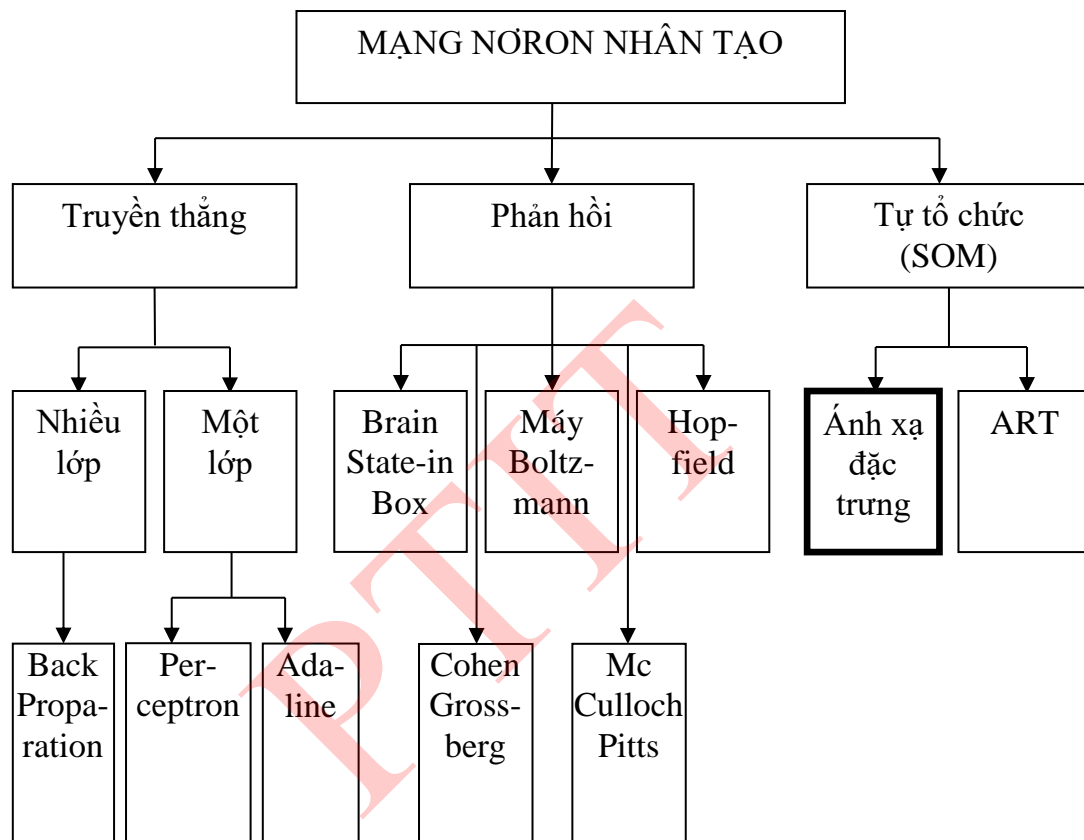 MẠNG NƠRON NHÂN TẠO
Truyền thẳng
Phản hồi
Tự tổ chức
(SOM)
Nhiều
lớp
Một
lớp
Brain
State-in
Box
Máy
Boltz-
mann
Hop-
field
Ánh xạ
đặc
trưng
ART
Back
Propa-
ration
Per-
ceptron
Ada-
line
Cohen
Gross-
berg
Mc
Culloch
Pitts
PTIT